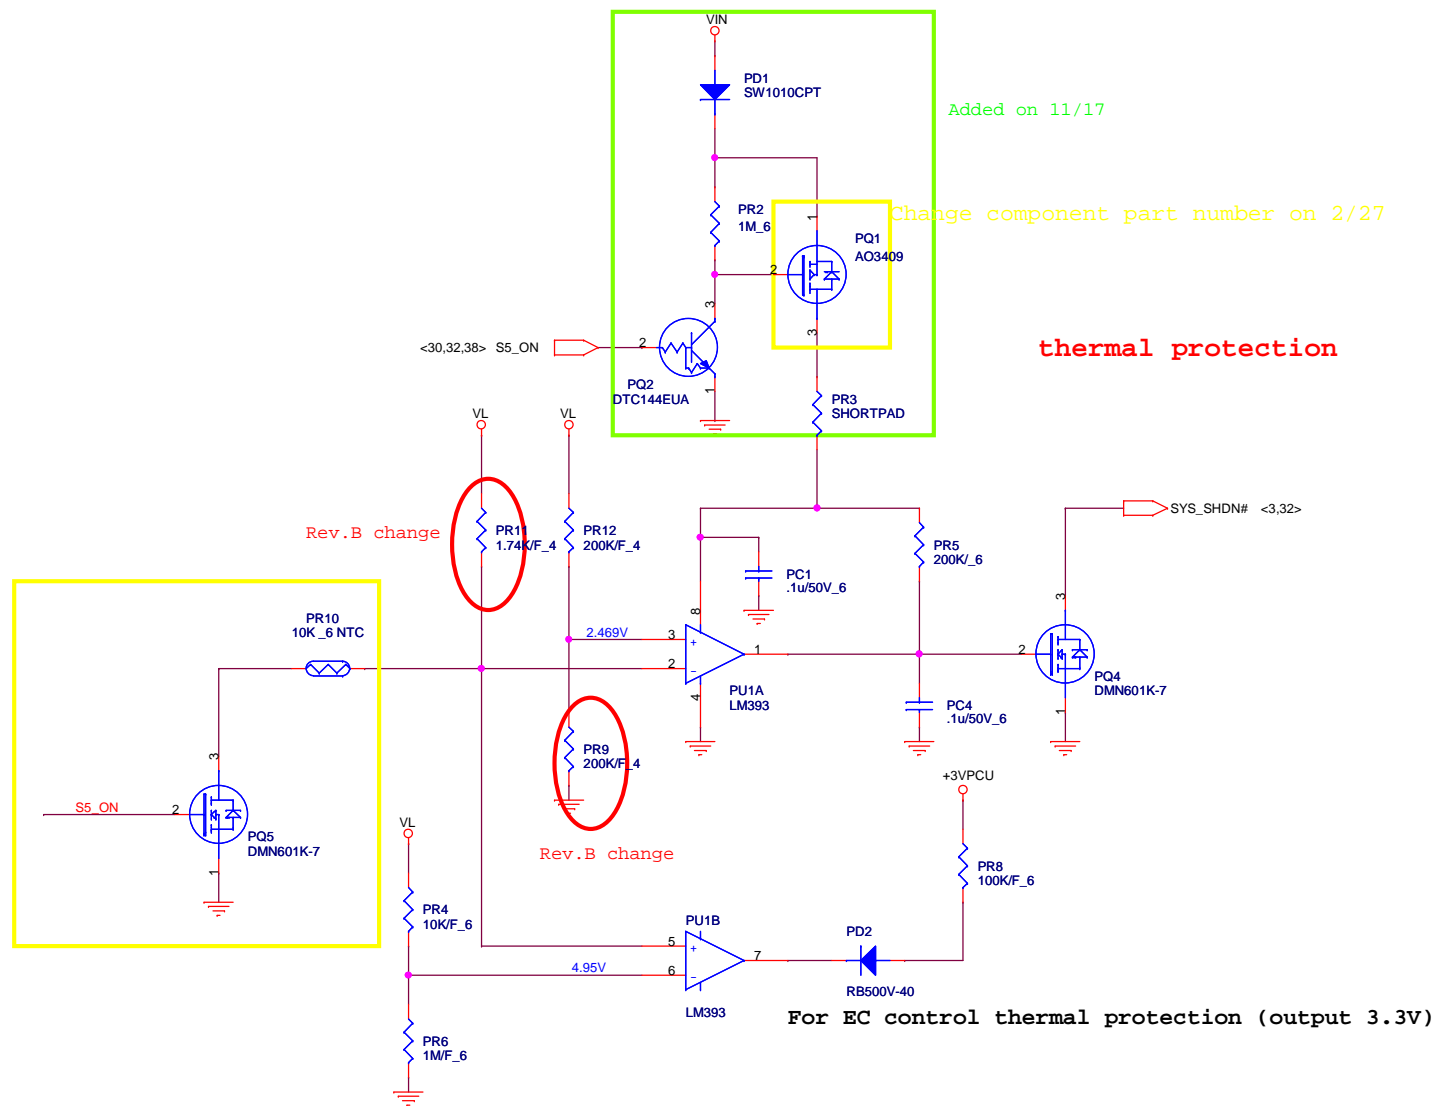 VIN
PD1
SW1010CPT
Added on 11/17
PR2
1M_6
1
Change component part number on 2/27
PQ1
AO3409
2
3
3
<30,32,38> S5_ON
2
thermal protection
PQ2
DTC144EUA
1
PR3
SHORTPAD
VL
VL
SYS_SHDN# <3,32>
Rev.B change
PR11
1.74K/F_4
PR12
200K/F_4
PR5
200K/_6
PC1
.1u/50V_6
8
3
PR10
10K_6 NTC
2.469V
3
+
2
−
1
2
PU1A
LM393
4
PQ4
DMN601K-7
PC4
.1u/50V_6
1
PR9
200K/F_4
3
S5_ON
2
PQ5
DMN601K-7
1
+3VPCU
VL
Rev.B change
PR8
100K/F_6
PR4
10K/F_6
PU1B
5
+
4.95V
6
−
7
PD2
RB500V-40
LM393
For EC control thermal protection (output 3.3V)
PR6
1M/F_6